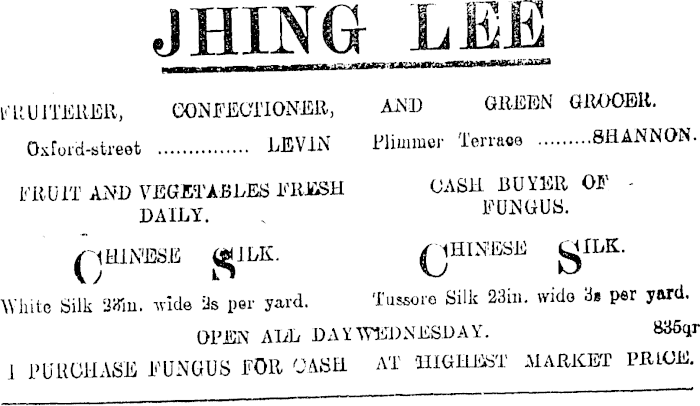 JHING LEE
FRUITERER, CONFECTIONER, AND GREEN GROCER.
Oxford-street ............... LEVIN Plimmer Terrace .........SHANNON.
FRUIT AND VEGETABLES FRESH
DAILY.
CASH BUYER OF
FUNGUS.
CHINESE SILK.
CHINESE SILK.
White Silk 23in. wide 2s per yard.
Tussore Silk 23in. wide 3s per yard.
OPEN ALL DAY WEDNESDAY. 835qr
I PURCHASE FUNGUS FOR CASH AT HIGHEST MARKET PRICE.